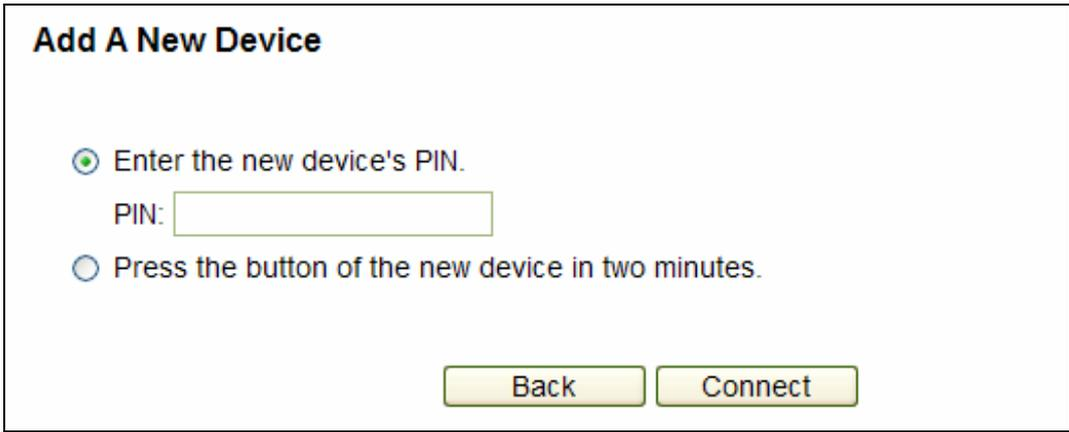 Add A New Device
Enter the new device's PIN.
PIN:
Press the button of the new device in two minutes.
Back Connect